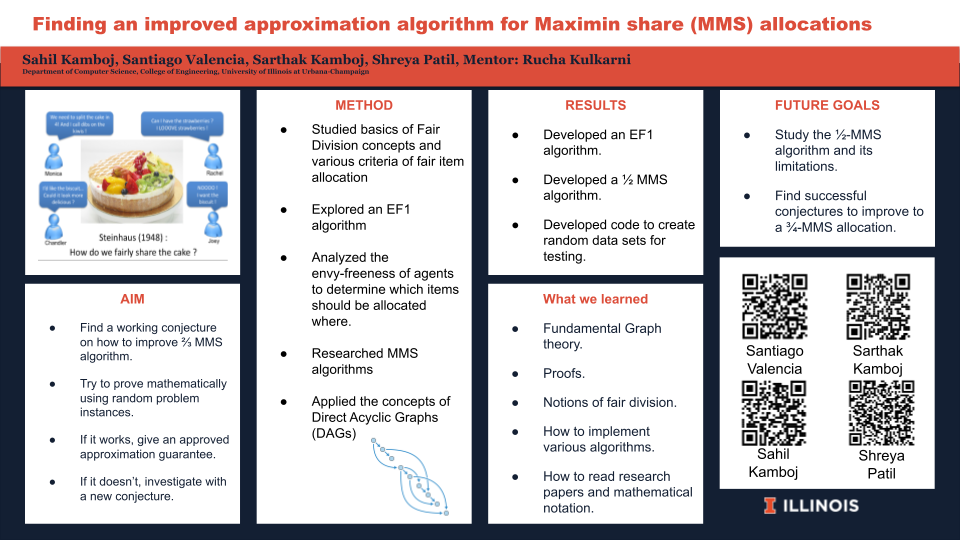 Finding an improved approximation algorithm for Maximin share (MMS) allocations
Sahil Kamboj, Santiago Valencia, Sarthak Kamboj, Shreya Patil, Mentor: Rucha Kulkarni
Department of Computer Science, College of Engineering, University of Illinois at Urbana-Champaign
We need to split the cake in
4! And I call dibs on the
Can I have the strawberries ?
I LOOOVE strawberries !
Monica
Rachel
I'd like the biscuit...
Could it look more
delicious ?
NOOOO !
I want the
biscuit !
Chandler
Joey
Steinhaus (1948) :
How do we fairly share the cake ?
AIM
● Find a working conjecture
on how to improve ⅔ MMS
algorithm.
● Try to prove mathematically
using random problem
instances.
● If it works, give an approved
approximation guarantee.
● If it doesn't, investigate with
a new conjecture.
METHOD
● Studied basics of Fair
Division concepts and
various criteria of fair item
allocation
● Explored an EF1
algorithm
● Analyzed the
envy-freeness of agents
to determine which items
should be allocated
where.
● Researched MMS
algorithms
● Applied the concepts of
Direct Acyclic Graphs
(DAGs)
RESULTS
● Developed an EF1
algorithm.
● Developed a ½ MMS
algorithm.
● Developed code to create
random data sets for
testing.
What we learned
● Fundamental Graph
theory.
● Proofs.
● Notions of fair division.
● How to implement
various algorithms.
● How to read research
papers and mathematical
notation.
FUTURE GOALS
● Study the ½-MMS
algorithm and its
limitations.
● Find successful
conjectures to improve to
a ¾-MMS allocation.
Santiago
Valencia
Sarthak
Kamboj
Sahil
Kamboj
Shreya
Patil
ILLINOIS